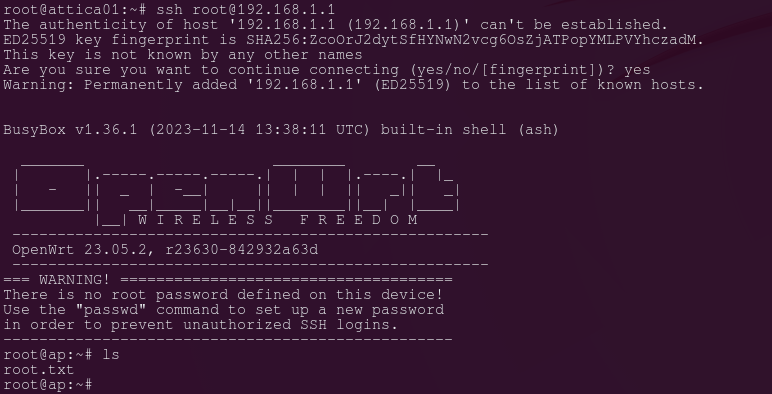 root@attica01:~# ssh root@192.168.1.1
The authenticity of host '192.168.1.1 (192.168.1.1)' can't be established.
ED25519 key fingerprint is SHA256:ZcoOrJ2dytSfHYNwN2vcg6OsZjATPopYMLPVYhczadM.
This key is not known by any other names
Are you sure you want to continue connecting (yes/no/[fingerprint])? yes
Warning: Permanently added '192.168.1.1' (ED25519) to the list of known hosts.
BusyBox v1.36.1 (2023-11-14 13:38:11 UTC) built-in shell (ash)
OpenWrt
W I R E L E S S   F R E E D O M
-----------------------------------------------------
OpenWrt 23.05.2, r23630-842932a63d
-----------------------------------------------------
=== WARNING! =====================================
There is no root password defined on this device!
Use the "passwd" command to set up a new password
in order to prevent unauthorized SSH logins.
--------------------------------------------------
root@ap:~# ls
root.txt
root@ap:~#